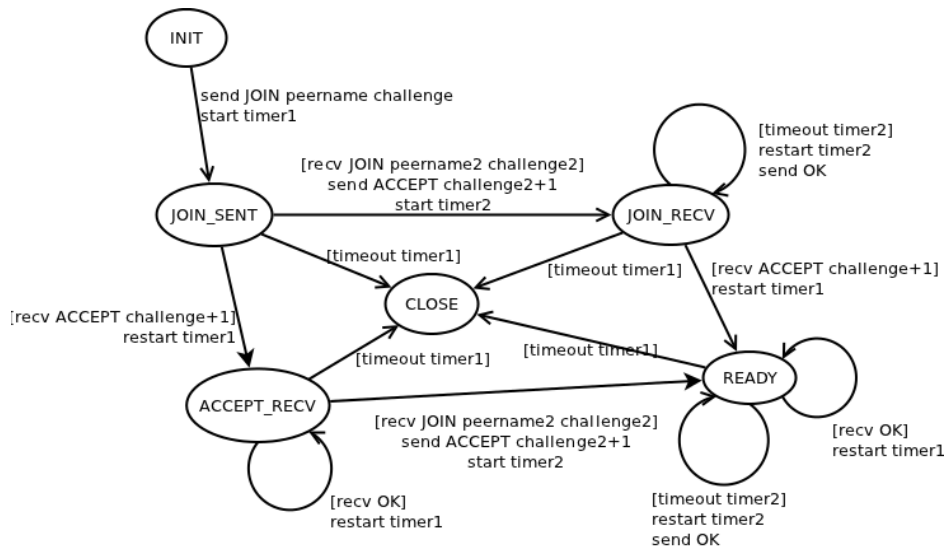 INIT
send JOIN peername challenge
start timer1
[timeout timer2]
restart timer2
send OK
[recv JOIN peername2 challenge2]
send ACCEPT challenge2+1
start timer2
JOIN_SENT
JOIN_RECV
[timeout timer1]
[timeout timer1]
[recv ACCEPT challenge+1]
restart timer1
CLOSE
[recv ACCEPT challenge+1]
restart timer1
[timeout timer1]
[timeout timer1]
READY
ACCEPT_RECV
[recv JOIN peername2 challenge2]
send ACCEPT challenge2+1
start timer2
[recv OK]
restart timer1
[recv OK]
restart timer1
[timeout timer2]
restart timer2
send OK